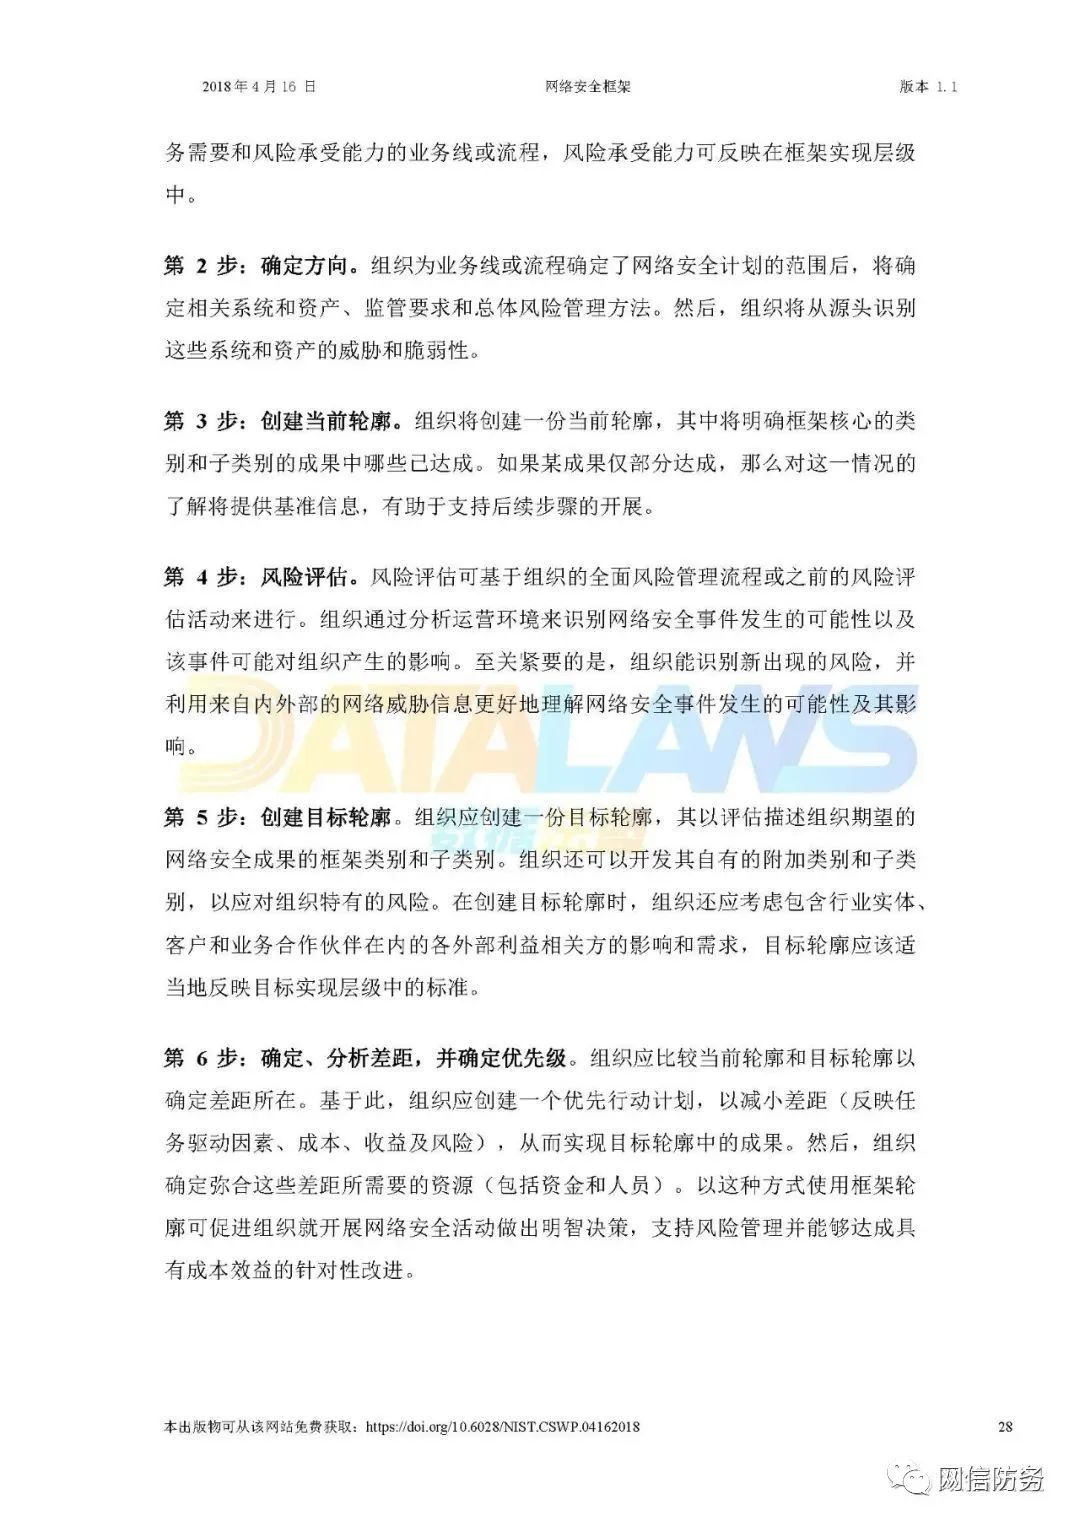 2018年4月16日 网络安全框架 版本 1.1
务需要和风险承受能力的业务线或流程，风险承受能力可反映在框架实现层级
中。
第 2 步：确定方向。组织为业务线或流程确定了网络安全计划的范围后，将确
定相关系统和资产、监管要求和总体风险管理方法。然后，组织将从源头识别
这些系统和资产的威胁和脆弱性。
第 3 步：创建当前轮廓。组织将创建一份当前轮廓，其中将明确框架核心的类
别和子类别的成果中哪些已达成。如果某成果仅部分达成，那么对这一情况的
了解将提供基准信息，有助于支持后续步骤的开展。
第 4 步：风险评估。风险评估可基于组织的全面风险管理流程或之前的风险评
估活动来进行。组织通过分析运营环境来识别网络安全事件发生的可能性以及
该事件可能对组织产生的影响。至关紧要的是，组织能识别新出现的风险，并
利用来自内外部的网络威胁信息更好地理解网络安全事件发生的可能性及其影
响。
DATALAWS
第 5 步：创建目标轮廓。组织应创建一份目标轮廓，其以评估描述组织期望的
网络安全成果的框架类别和子类别。组织还可以开发其自有的附加类别和子类
别，以应对组织特有的风险。在创建目标轮廓时，组织还应考虑包含行业实体、
客户和业务合作伙伴在内的各外部利益相关方的影响和需求，目标轮廓应该适
当地反映目标实现层级中的标准。
第 6 步：确定、分析差距，并确定优先级。组织应比较当前轮廓和目标轮廓以
确定差距所在。基于此，组织应创建一个优先行动计划，以减小差距（反映任
务驱动因素、成本、收益及风险），从而实现目标轮廓中的成果。然后，组织
确定弥合这些差距所需要的资源（包括资金和人员）。以这种方式使用框架轮
廓可促进组织就开展网络安全活动做出明智决策，支持风险管理并能够达成具
有成本效益的针对性改进。
本出版物可从该网站免费获取：https://doi.org/10.6028/NIST.CSWP.04162018 28
网信防务